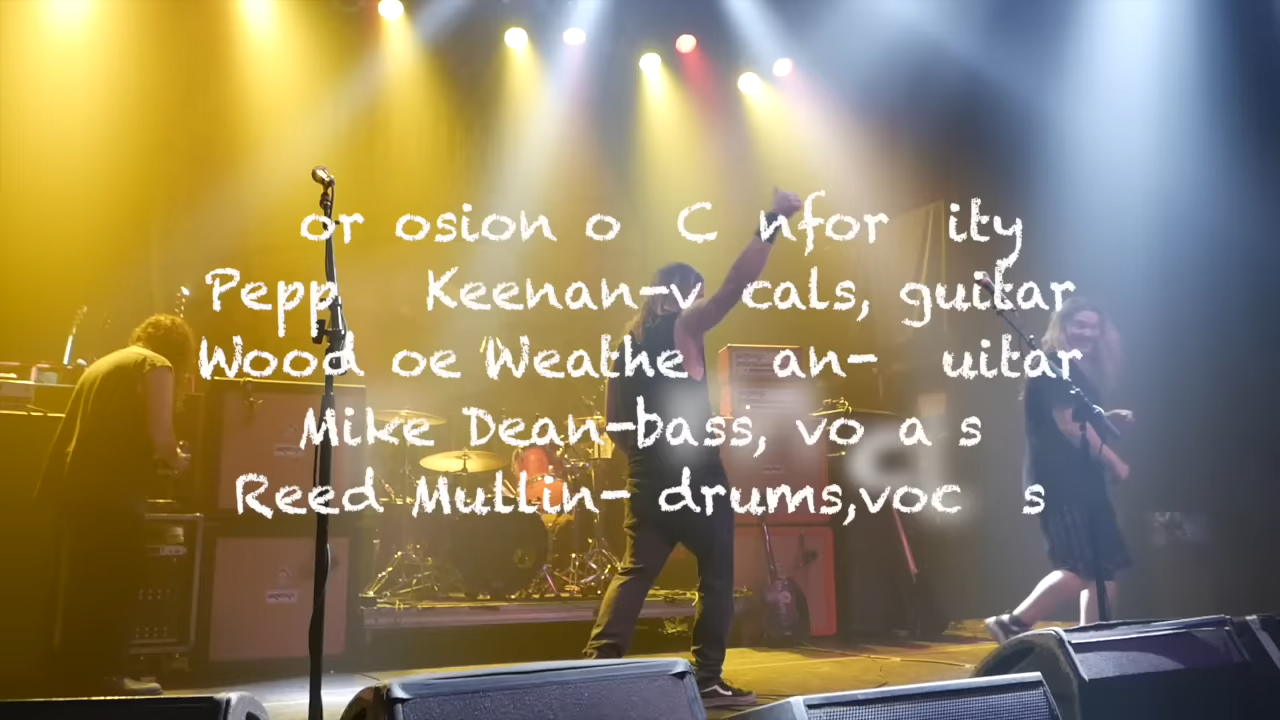 or osion o C nfor ity
Pepp Keenan-v cals, guitar
Wood oe Weathe an- uitar
Mike Dean-bass, vo a s
Reed Mullin- drums,voc s